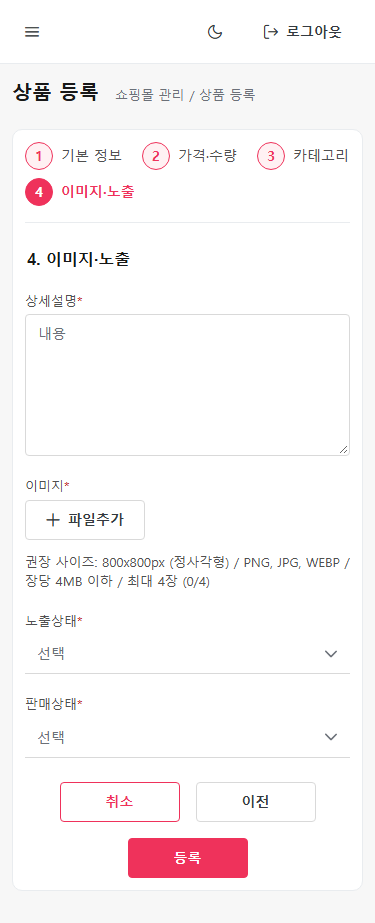 로그아웃
상품 등록 쇼핑몰 관리 / 상품 등록
1 기본 정보 2 가격·수량 3 카테고리
4 이미지·노출
4. 이미지·노출
상세설명*
내용
이미지*
파일추가
권장 사이즈: 800x800px (정사각형) / PNG, JPG, WEBP /
장당 4MB 이하 / 최대 4장 (0/4)
노출상태*
선택
판매상태*
선택
취소 이전
등록